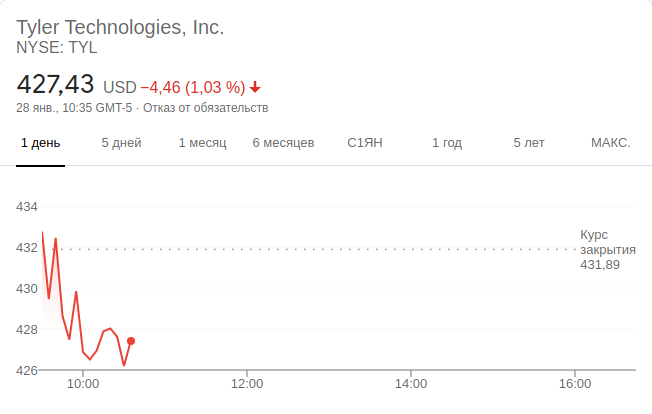 Tyler Technologies, Inc.
NYSE: TYL
427,43 USD −4,46 (1,03 %)
28 янв., 10:35 GMT-5 · Отказ от обязательств
1 день 5 дней 1 месяц 6 месяцев С1ЯН 1 год 5 лет МАКС.
434
432
430
428
426
Курс
закрытия
431,89
10:00 12:00 14:00 16:00